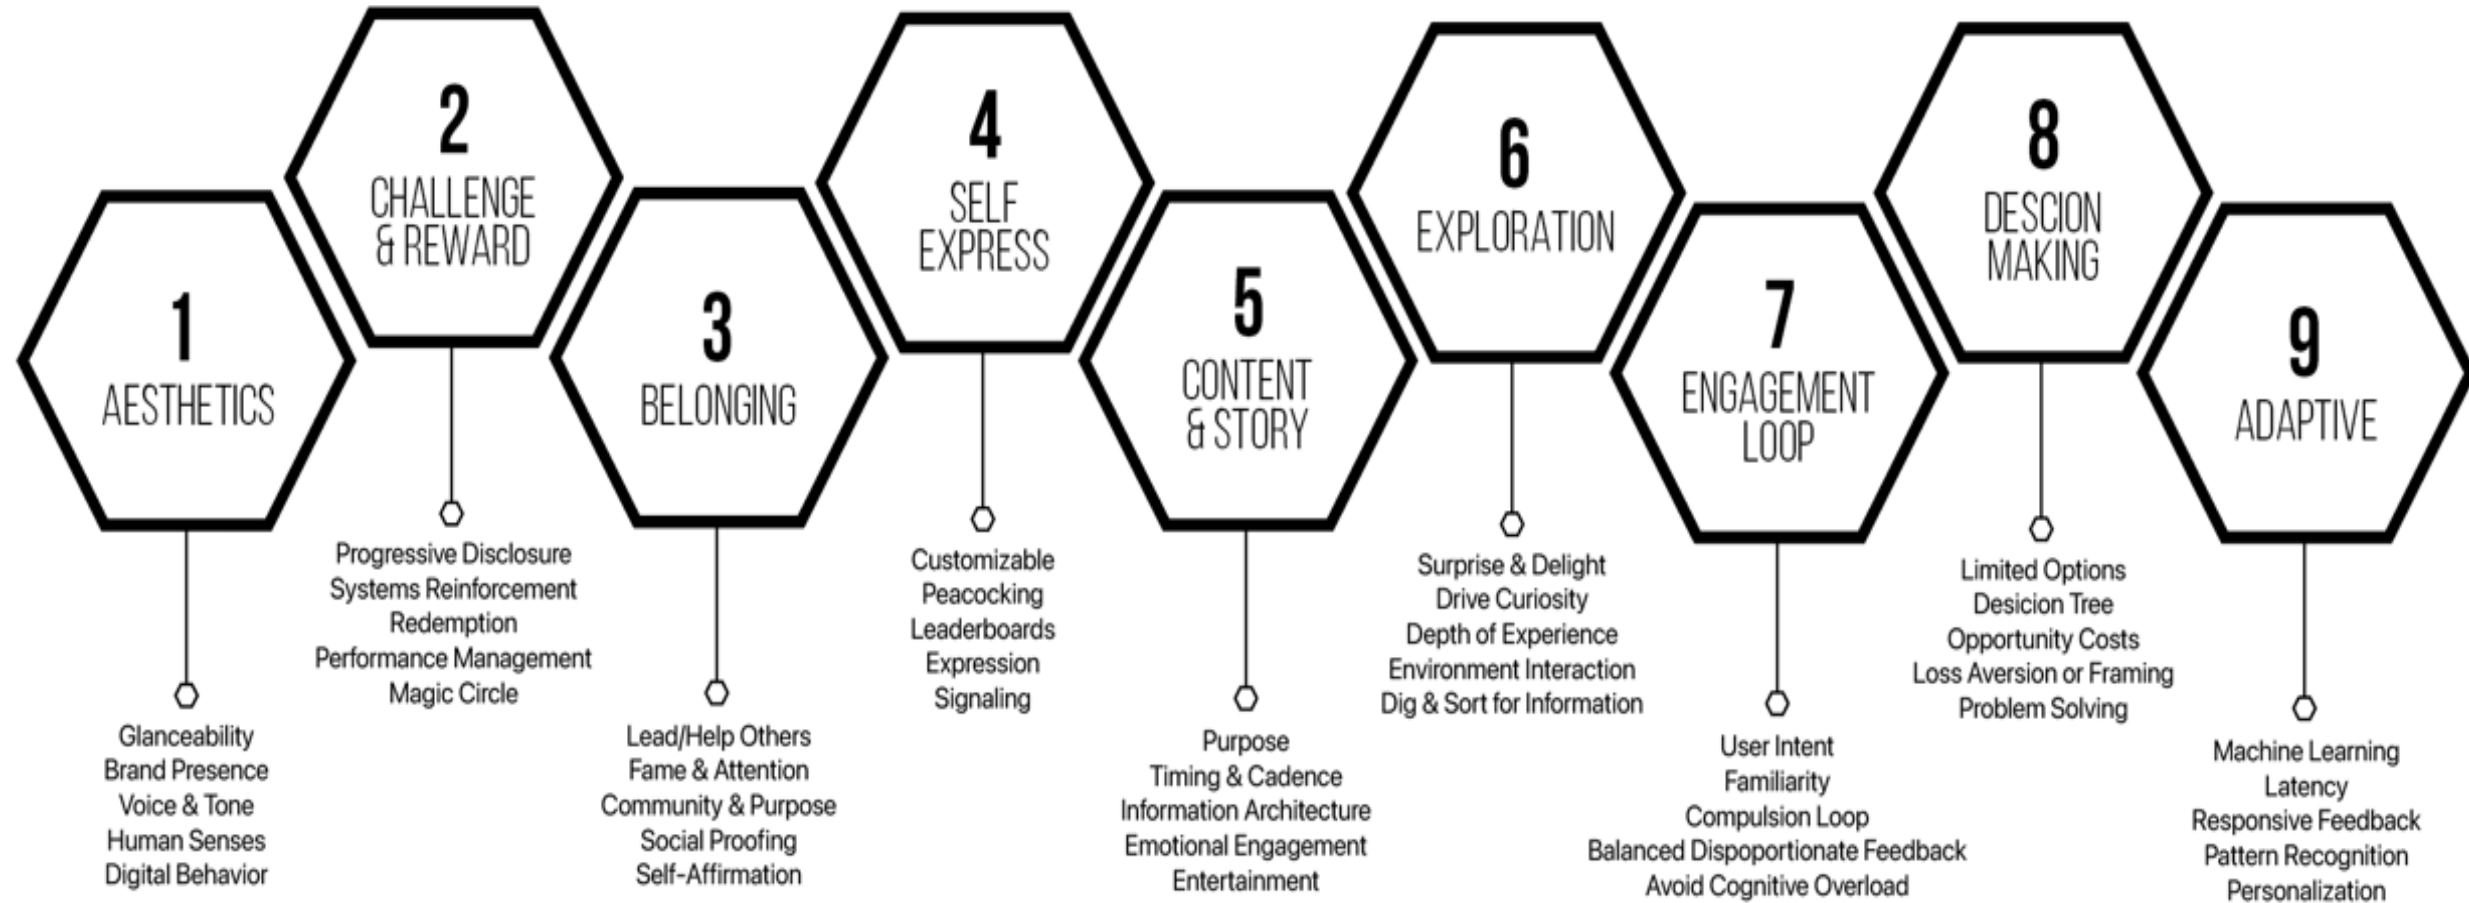 1
AESTHETICS
Glanceability
Brand Presence
Voice & Tone
Human Senses
Digital Behavior
2
CHALLENGE
& REWARD
Progressive Disclosure
Systems Reinforcement
Redemption
Performance Management
Magic Circle
3
BELONGING
Lead/Help Others
Fame & Attention
Community & Purpose
Social Proofing
Self-Affirmation
4
SELF
EXPRESS
Customizable
Peacocking
Leaderboards
Expression
Signaling
5
CONTENT
& STORY
Purpose
Timing & Cadence
Information Architecture
Emotional Engagement
Entertainment
6
EXPLORATION
Surprise & Delight
Drive Curiosity
Depth of Experience
Environment Interaction
Dig & Sort for Information
7
ENGAGEMENT
LOOP
User Intent
Familiarity
Compulsion Loop
Balanced Dispoportionate Feedback
Avoid Cognitive Overload
8
DESCION
MAKING
Limited Options
Desicion Tree
Opportunity Costs
Loss Aversion or Framing
Problem Solving
9
ADAPTIVE
Machine Learning
Latency
Responsive Feedback
Pattern Recognition
Personalization